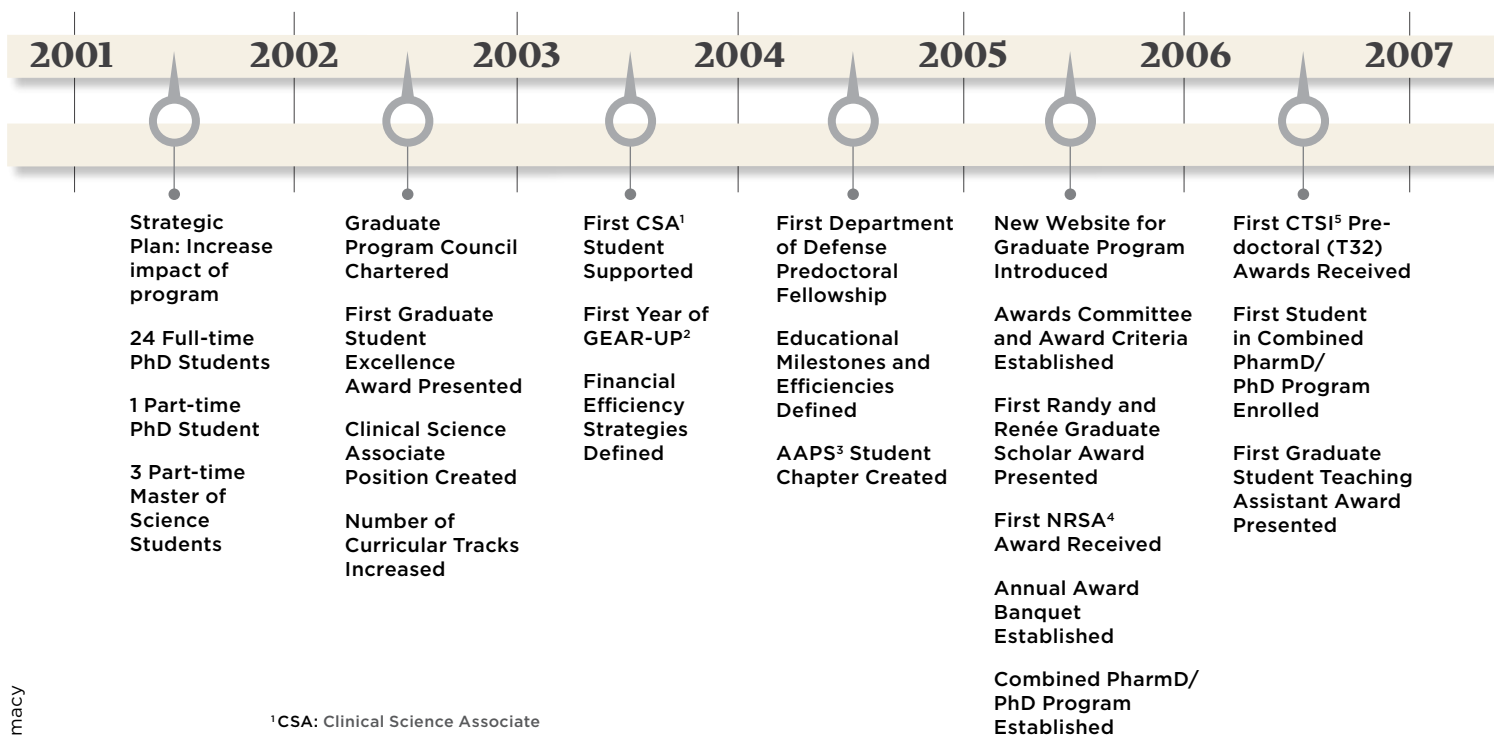 2001 2002 2003 2004 2005 2006 2007
Strategic
Plan: Increase
impact of
program
24 Full-time
PhD Students
1 Part-time
PhD Student
3 Part-time
Master of
Science
Students
Graduate
Program Council
Chartered
First Graduate
Student
Excellence
Award Presented
Clinical Science
Associate
Position Created
Number of
Curricular Tracks
Increased
First CSA¹
Student
Supported
First Year of
GEAR-UP²
Financial
Efficiency
Strategies
Defined
First Department
of Defense
Predoctoral
Fellowship
Educational
Milestones and
Efficiencies
Defined
AAPS³ Student
Chapter Created
New Website for
Graduate Program
Introduced
Awards Committee
and Award Criteria
Established
First Randy and
Renée Graduate
Scholar Award
Presented
First NRSA⁴
Award Received
Annual Award
Banquet
Established
Combined PharmD/
PhD Program
Established
First CTSI⁵ Pre-
doctoral (T32)
Awards Received
First Student
in Combined
PharmD/
PhD Program
Enrolled
First Graduate
Student Teaching
Assistant Award
Presented
¹ CSA: Clinical Science Associate
macy